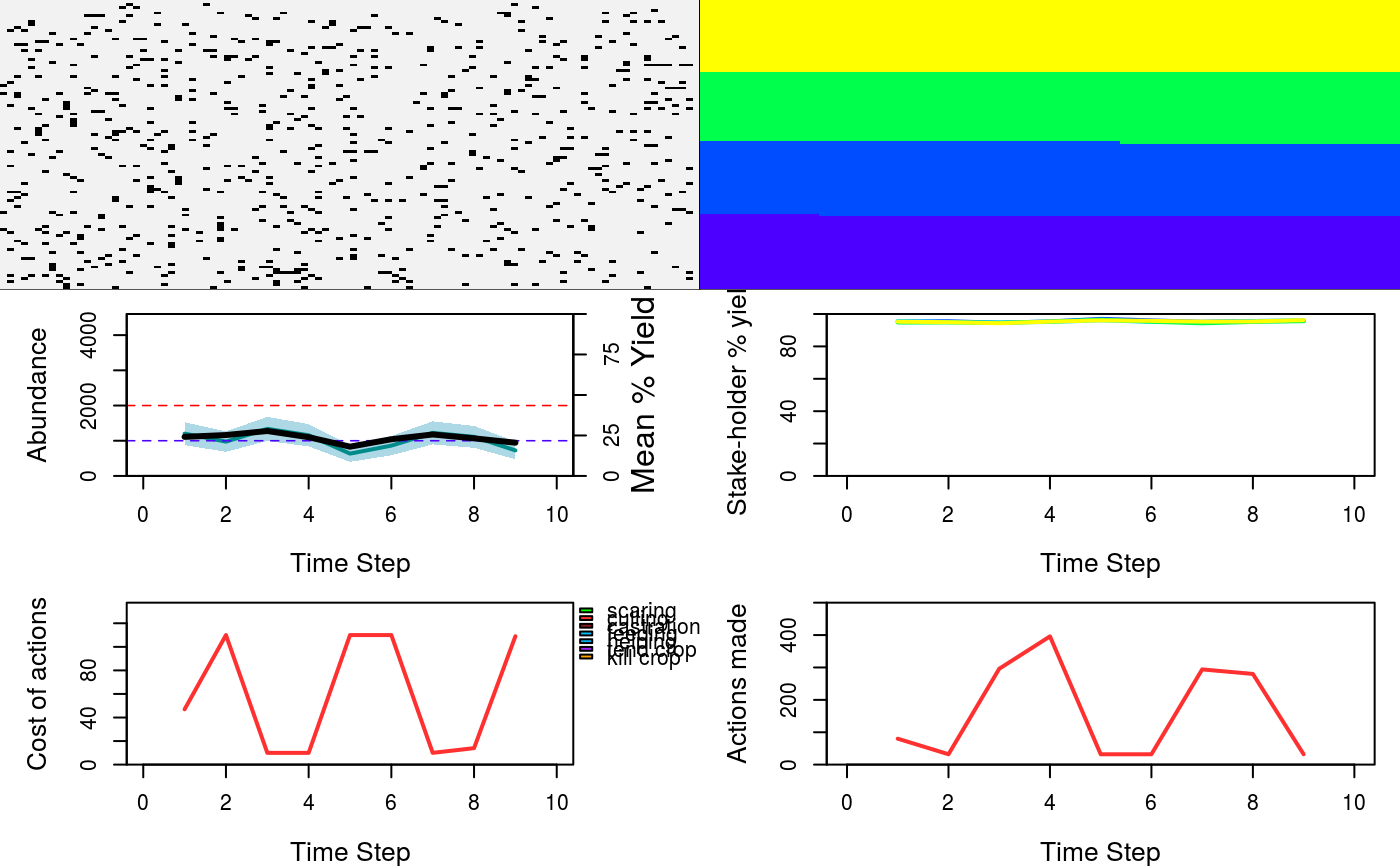 Abundance
0
2000
4000
0
2
4
6
8
10
Time Step
0
25
75
Mean % Yield
Stake-holder % yiel
0
40
80
0
2
4
6
8
10
Time Step
Cost of actions
0
40
80
0
2
4
6
8
10
Time Step
scaring
culling
castration
feeding
helping
tend crop
kill crop
Actions made
0
200
400
0
2
4
6
8
10
Time Step